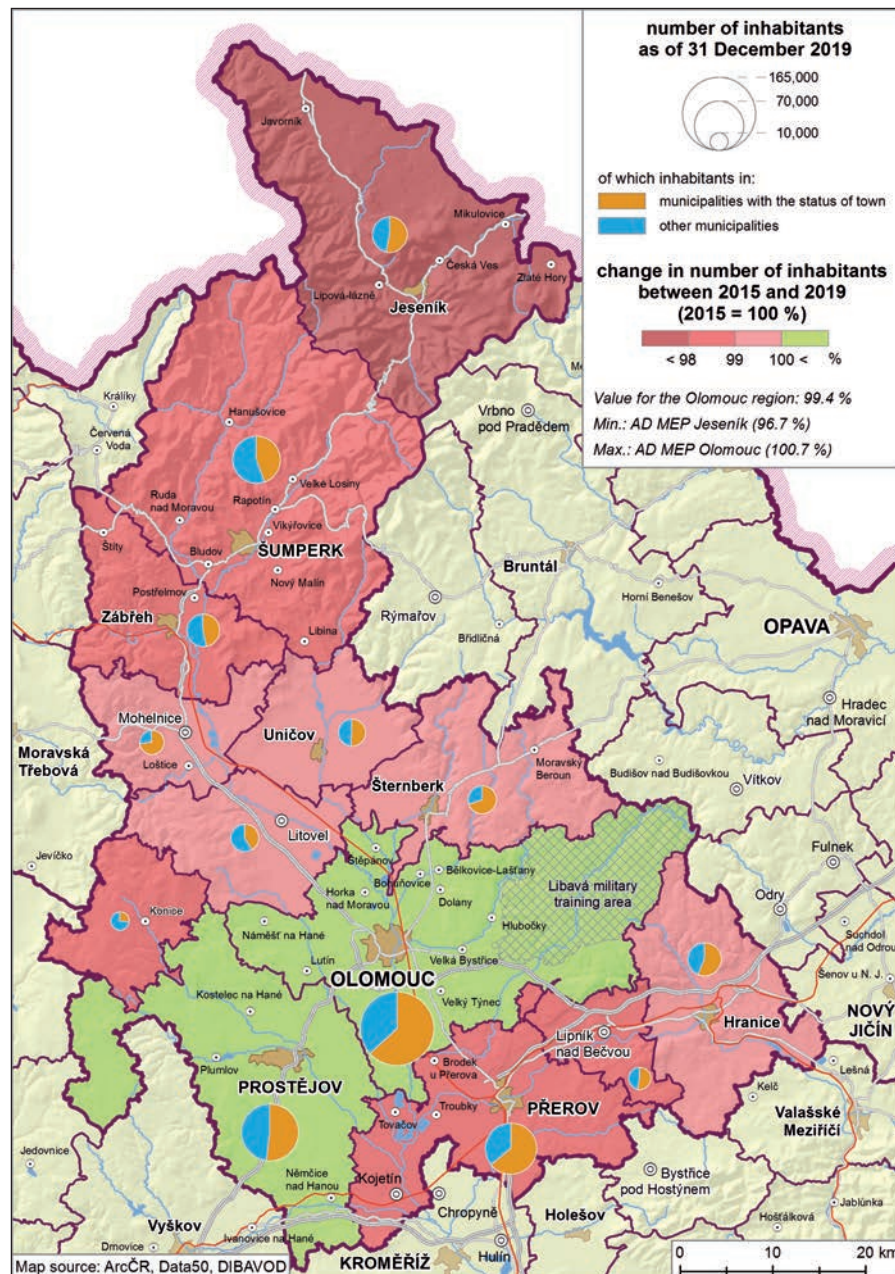 number of inhabitants
as of 31 December 2019
165,000
70,000
10,000
of which inhabitants in:
municipalities with the status of town
other municipalities
change in number of inhabitants
between 2015 and 2019
(2015 = 100 %)
< 98 99 100 < %
Value for the Olomouc region: 99.4 %
Min.: AD MEP Jeseník (96.7 %)
Max.: AD MEP Olomouc (100.7 %)
Javorník
Mikulovice
Česká Ves
Zlaté Hory
Lipová-lázně
Jeseník
Králíky
Hanušovice
Vrbno
pod Pradědem
Červená
Voda
Velké Losiny
Ruda
nad Moravou
Rapotín
Vikýřovice
Štíty
Bludov
ŠUMPERK
Nový Malín
Bruntál
Postřelmov
Horní Benešov
Rýmařov
Zábřeh
Břidličná
OPAVA
Libina
Hradec
nad Moravicí
Mohelnice
Uničov
Moravská
Třebová
Loštice
Moravský
Beroun
Budišov nad Budišovkou
Vítkov
Šternberk
Litovel
Jevíčko
Štěpánov
Fulnek
Bohuňovice
Bělkovice-Lašťany
Horka
nad Moravou
Dolany
Libavá military
training area
Odry
Konice
Hlubočky
Náměšť na Hané
Suchdol
nad Odrou
Velká Bystřice
Lutín
OLOMOUC
Šenov u N. J.
Kostelec na Hané
Velký Týnec
NOVÝ
JIČÍN
Lipník
nad Bečvou
Hranice
Plumlov
Brodek
u Přerova
Lešná
PROSTĚJOV
Kelč
PŘEROV
Troubky
Tovačov
Valašské
Meziříčí
Jedovnice
Němčice
nad Hanou
Kojetín
Bystřice
pod Hostýnem
Jablůnka
Chropyně
Holešov
Hošťálková
Vyškov
Ivanovice na Hané
Drnovice
KROMĚŘÍŽ
Hulín
Map source: ArcČR, Data50, DIBAVOD
0 10 20 km